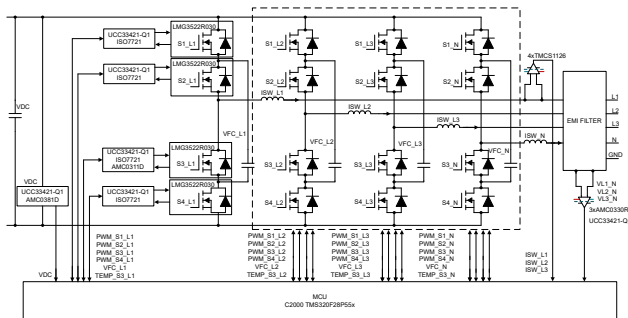 UCC33421-Q1
ISO7721
LMG3522R030
S1_L1
S1_L2
S1_L3
S1_N
4xTMCS1126
UCC33421-Q1
ISO7721
LMG3522R030
S2_L1
S2_L2
S2_L3
S2_N
VDC
ISW_L1
ISW_L2
ISW_L3
ISW_N
EMI FILTER
L1
L2
L3
N
GND
VFC_L1
VFC_L2
VFC_L3
VFC_N
UCC33421-Q1
ISO7721
AMC0311D
LMG3522R030
S3_L1
S3_L2
S3_L3
S3_N
VDC
UCC33421-Q1
AMC0381D
UCC33421-Q1
ISO7721
LMG3522R030
S4_L1
S4_L2
S4_L3
S4_N
VL1_N
VL2_N
VL3_N
3xAMC0330R
UCC33421-Q
PWM_S1_L1
PWM_S2_L1
PWM_S3_L1
PWM_S4_L1
VFC_L1
TEMP_S3_L1
PWM_S1_L2
PWM_S2_L2
PWM_S3_L2
PWM_S4_L2
VFC_L2
TEMP_S3_L2
PWM_S1_L3
PWM_S2_L3
PWM_S3_L3
PWM_S4_L3
VFC_L3
TEMP_S3_L3
PWM_S1_N
PWM_S2_N
PWM_S3_N
PWM_S4_N
VFC_N
TEMP_S3_N
ISW_L1
ISW_L2
ISW_L3
VDC
MCU
C2000 TMS320F28P55x